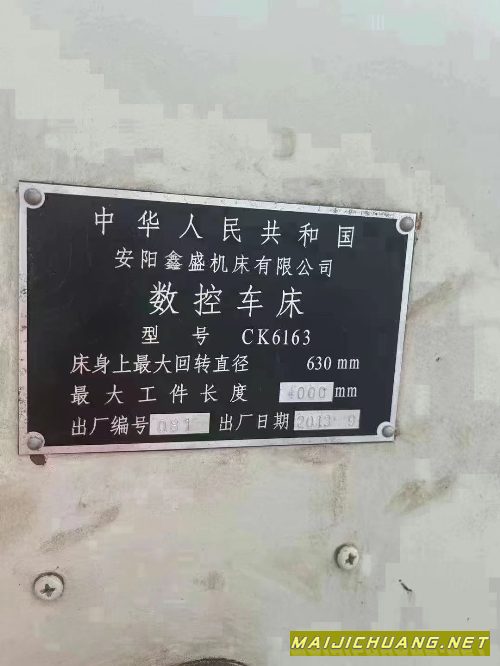 中华人民共和国
安阳鑫盛机床有限公司
数控车床
型号 CK6163
床身上最大回转直径 630 mm
最大工件长度 4000 mm
出厂编号 081 出厂日期 2013 9
MAIJICHUANG.NET